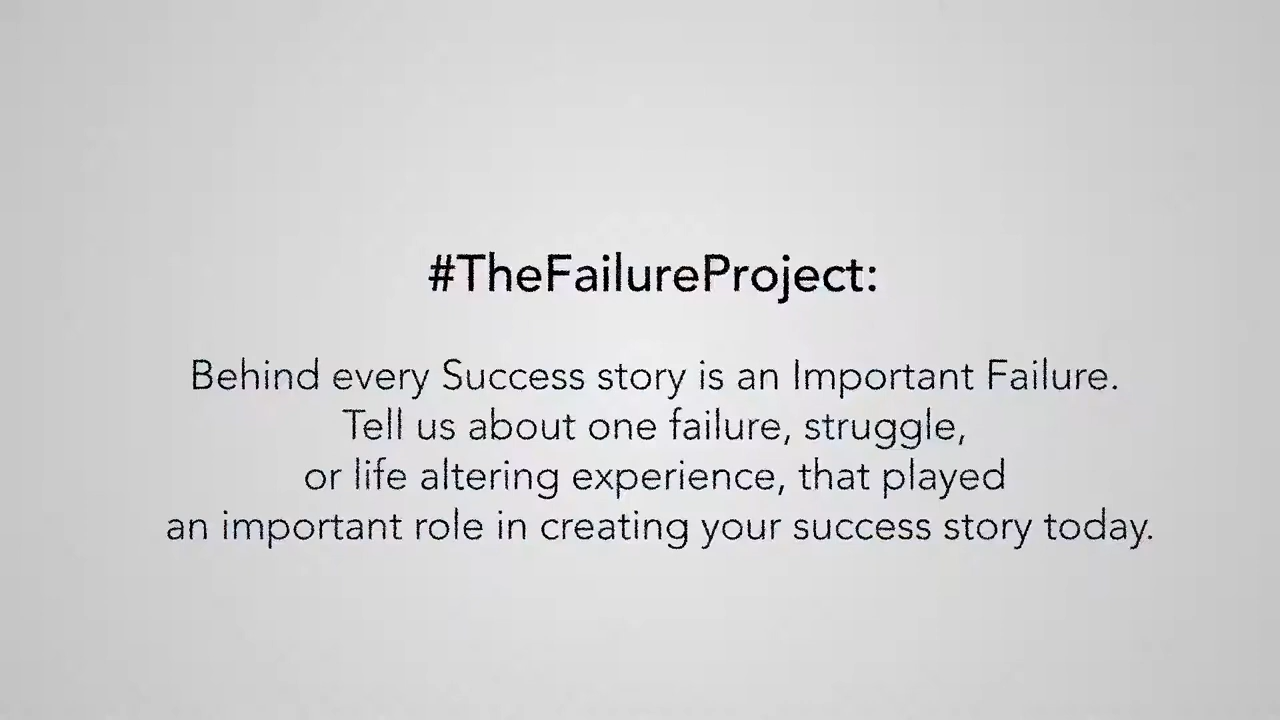 #TheFailureProject:
Behind every Success story is an Important Failure.
Tell us about one failure, struggle,
or life altering experience, that played
an important role in creating your success story today.